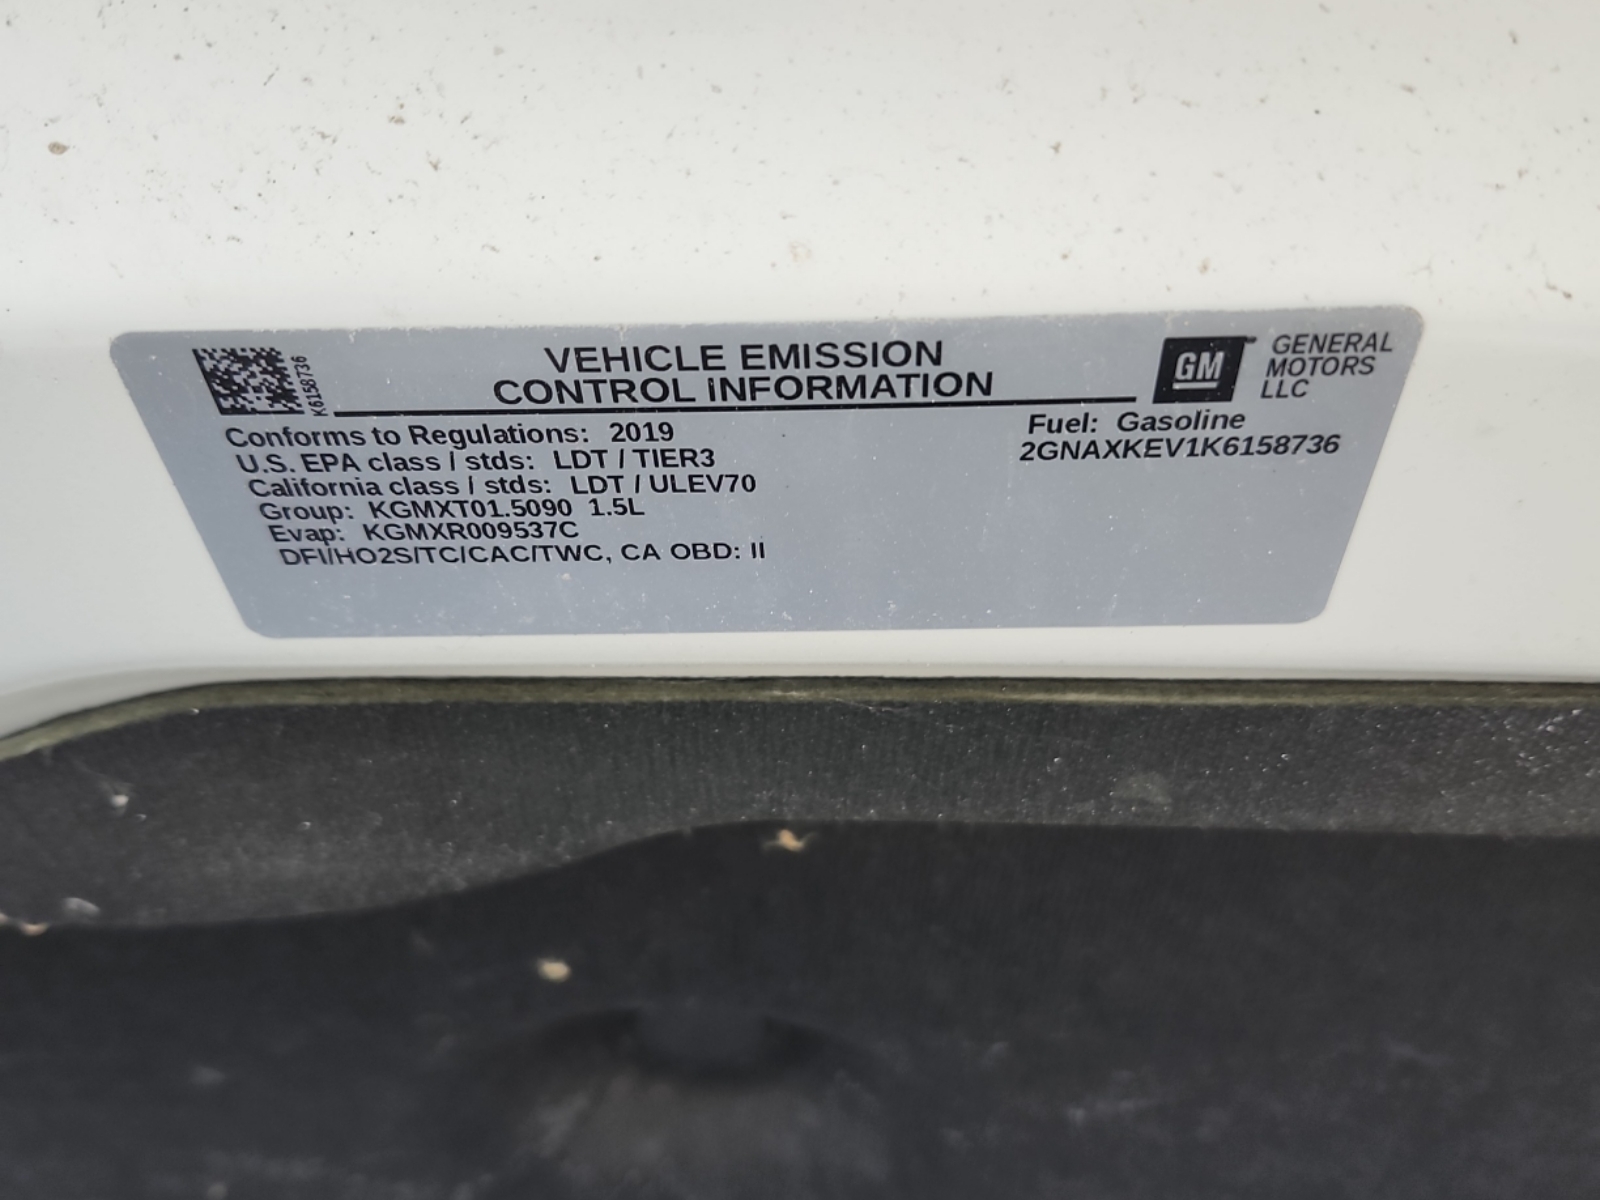 K6158736
VEHICLE EMISSION
CONTROL INFORMATION
GM
GENERAL
MOTORS
LLC
Conforms to Regulations: 2019
U.S. EPA class / stds: LDT / TIER3
California class / stds: LDT / ULEV70
Group: KGMXT01.5090 1.5L
Evap: KGMXR009537C
DFI/HO2S/TC/CAC/TWC, CA OBD: II
Fuel: Gasoline
2GNAXKEV1K6158736